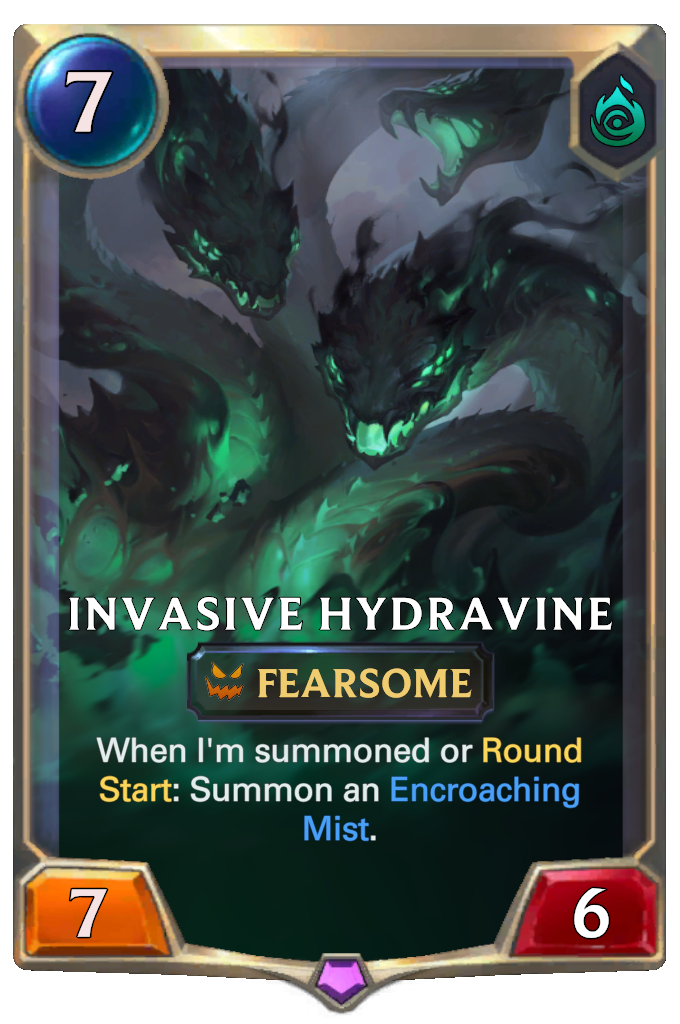 7
INVASIVE HYDRAVINE
FEARSOME
When I'm summoned or Round
Start: Summon an Encroaching
Mist.
7
6